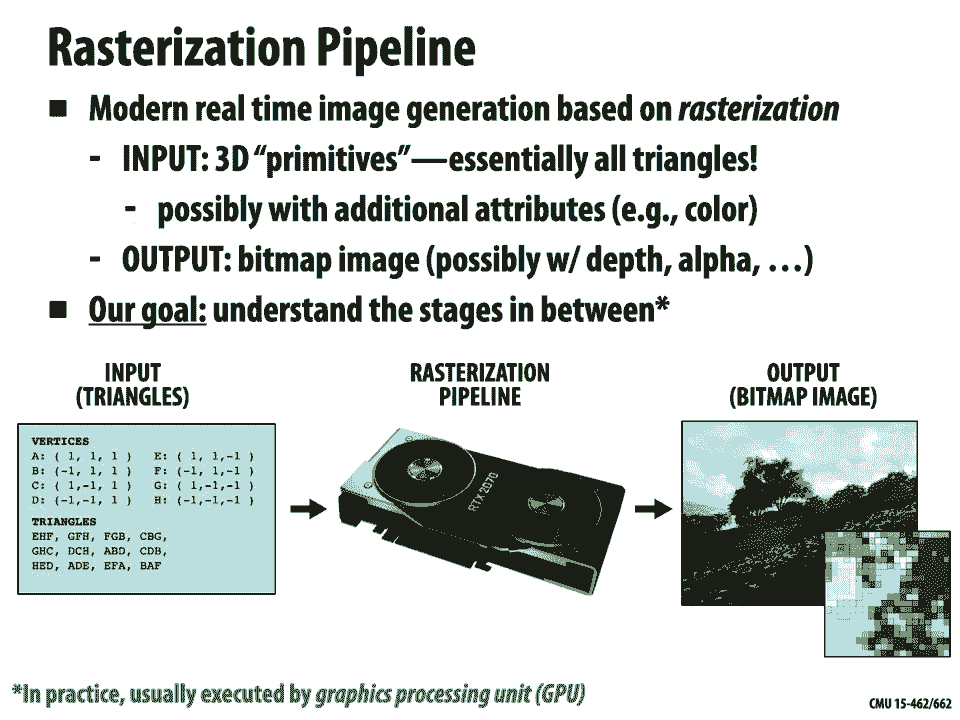 Rasterization Pipeline
■ Modern real time image generation based on rasterization
- INPUT: 3D “primitives”—essentially all triangles!
- possibly with additional attributes (e.g., color)
- OUTPUT: bitmap image (possibly w/ depth, alpha, …)
■ Our goal: understand the stages in between*
INPUT
(TRIANGLES)
VERTICES
A: ( 1, 1, 1 ) E: ( 1, 1,-1 )
B: (-1, 1, 1 ) F: (-1, 1,-1 )
C: ( 1,-1, 1 ) G: ( 1,-1,-1 )
D: (-1,-1, 1 ) H: (-1,-1,-1 )
TRIANGLES
EHF, GFH, FGB, CBG,
GHC, DCH, ABD, CDB,
HED, ADE, EFA, BAF
RASTERIZATION
PIPELINE
RTX 2070
OUTPUT
(BITMAP IMAGE)
*In practice, usually executed by graphics processing unit (GPU)
CMU 15-462/662